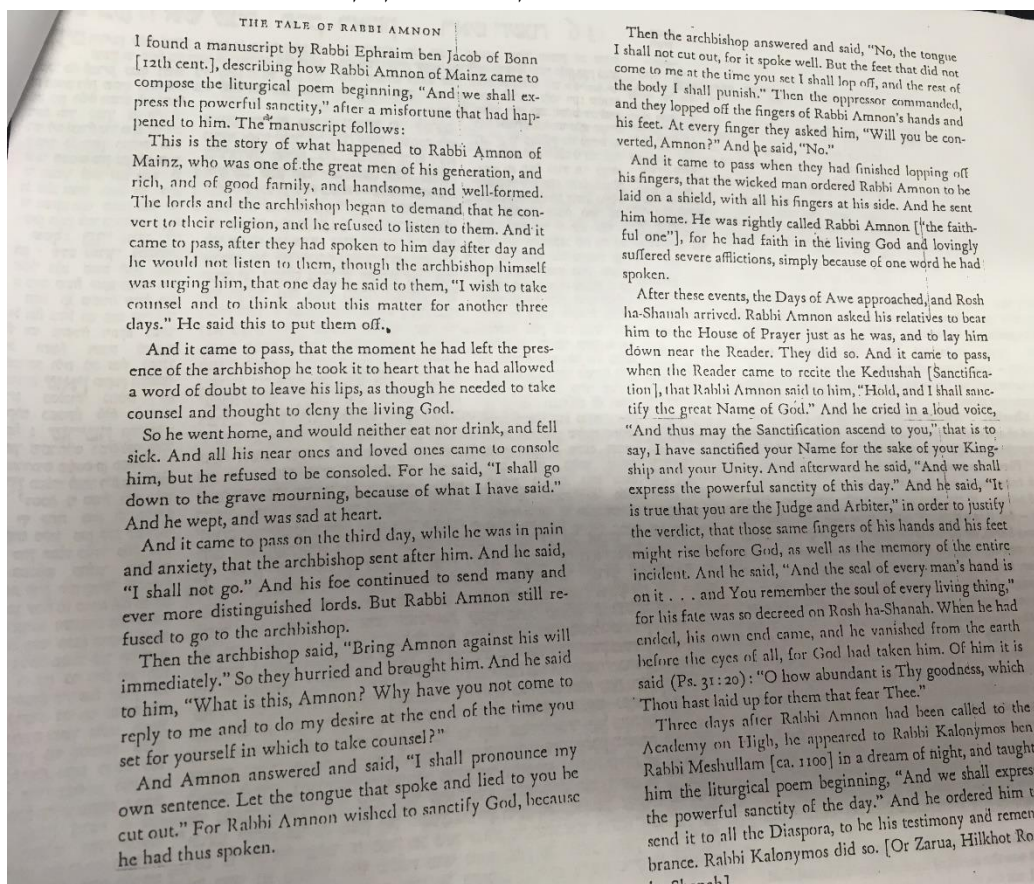 THE TALE OF RABBI AMNON
I found a manuscript by Rabbi Ephraim ben Jacob of Bonn
[12th cent.], describing how Rabbi Amnon of Mainz came to
compose the liturgical poem beginning, "And we shall ex-
press the powerful sanctity," after a misfortune that had hap-
pened to him. The manuscript follows:
This is the story of what happened to Rabbi Amnon of
Mainz, who was one of the great men of his generation, and
rich, and of good family, and handsome, and well-formed.
The lords and the archbishop began to demand that he con-
vert to their religion, and he refused to listen to them. And it
came to pass, after they had spoken to him day after day and
he would not listen to them, though the archbishop himself
was urging him, that one day he said to them, "I wish to take
counsel and to think about this matter for another three
days." He said this to put them off.
And it came to pass, that the moment he had left the pres-
ence of the archbishop he took it to heart that he had allowed
a word of doubt to leave his lips, as though he needed to take
counsel and thought to deny the living God.
So he went home, and would neither eat nor drink, and fell
sick. And all his near ones and loved ones came to console
him, but he refused to be consoled. For he said, "I shall go
down to the grave mourning, because of what I have said."
And he wept, and was sad at heart.
And it came to pass on the third day, while he was in pain
and anxiety, that the archbishop sent after him. And he said,
"I shall not go." And his foe continued to send many and
ever more distinguished lords. But Rabbi Amnon still re-
fused to go to the archbishop.
Then the archbishop said, "Bring Amnon against his will
immediately." So they hurried and brought him. And he said
to him, "What is this, Amnon? Why have you not come to
reply to me and to do my desire at the end of the time you
set for yourself in which to take counsel?"
And Amnon answered and said, "I shall pronounce my
own sentence. Let the tongue that spoke and lied to you be
cut out." For Rabbi Amnon wished to sanctify God, because
he had thus spoken.
Then the archbishop answered and said, "No, the tongue
I shall not cut out, for it spoke well. But the feet that did not
come to me at the time you set I shall lop off, and the rest of
the body I shall punish." Then the oppressor commanded,
and they lopped off the fingers of Rabbi Amnon's hands and
his feet. At every finger they asked him, "Will you be con-
verted, Amnon?" And he said, "No."
And it came to pass when they had finished lopping off
his fingers, that the wicked man ordered Rabbi Amnon to be
laid on a shield, with all his fingers at his side. And he sent
him home. He was rightly called Rabbi Amnon ["the faith-
ful one"], for he had faith in the living God and lovingly
suffered severe afflictions, simply because of one word he had
spoken.
After these events, the Days of Awe approached, and Rosh
ha-Shanah arrived. Rabbi Amnon asked his relatives to bear
him to the House of Prayer just as he was, and to lay him
down near the Reader. They did so. And it came to pass,
when the Reader came to recite the Kedushah [Sanctifica-
tion], that Rabbi Amnon said to him, "Hold, and I shall sanc-
tify the great Name of God." And he cried in a loud voice,
"And thus may the Sanctification ascend to you," that is to
say, I have sanctified your Name for the sake of your King-
ship and your Unity. And afterward he said, "And we shall
express the powerful sanctity of this day." And he said, "It
is true that you are the Judge and Arbiter," in order to justify
the verdict, that those same fingers of his hands and his feet
might rise before God, as well as the memory of the entire
incident. And he said, "And the seal of every man's hand is
on it . . . and You remember the soul of every living thing,"
for his fate was so decreed on Rosh ha-Shanah. When he had
ended, his own end came, and he vanished from the earth
before the eyes of all, for God had taken him. Of him it is
said (Ps. 31:20): "O how abundant is Thy goodness, which
Thou hast laid up for them that fear Thee."
Three days after Rabbi Amnon had been called to the
Academy on High, he appeared to Rabbi Kalonymos ben
Rabbi Meshullam [ca. 1100] in a dream of night, and taught
him the liturgical poem beginning, "And we shall expres
the powerful sanctity of the day." And he ordered him t
send it to all the Diaspora, to be his testimony and remem
brance. Rabbi Kalonymos did so. [Or Zarua, Hilkhot Ro